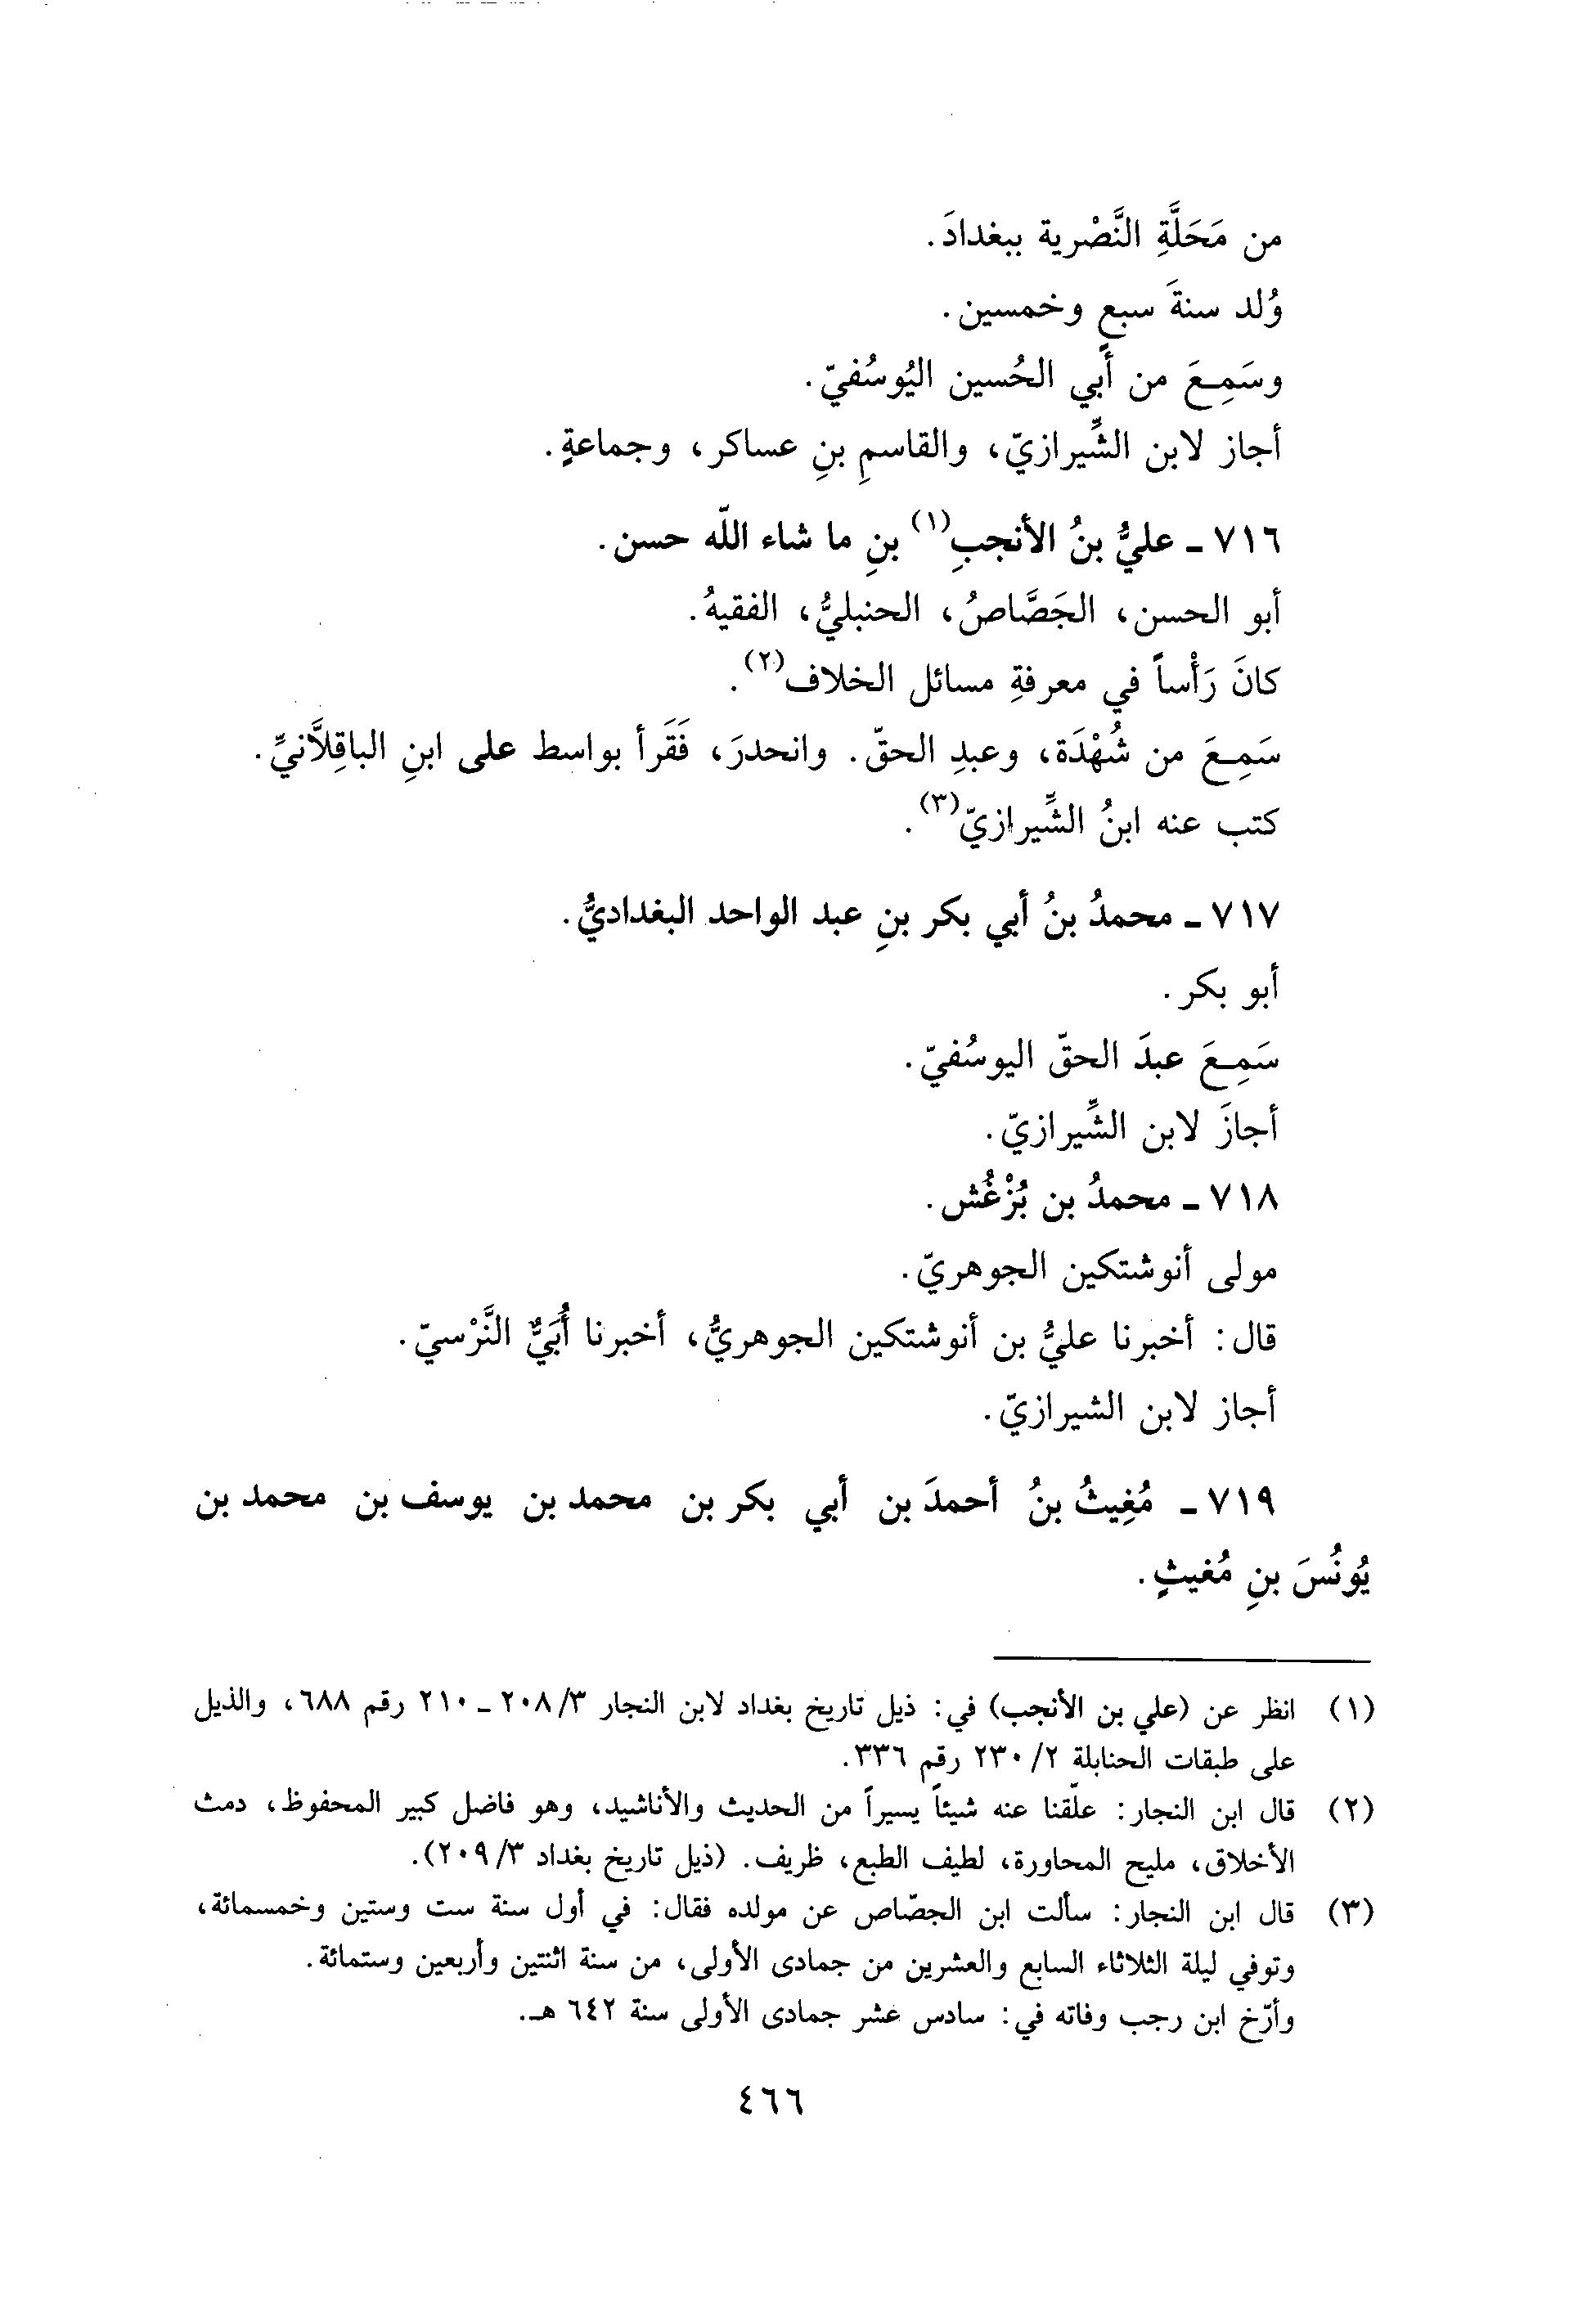 من مَحَلَّةِ النَّصْرية ببغدادَ.
وُلد سنةَ سبعٍ وخمسين.
وسَمِعَ من أبي الحُسين اليُوسُفيّ.
أجاز لابن الشِّيرازيّ، والقاسمِ بنِ عساكر، وجماعةٍ.
٧١٦ ـ عليُّ بنُ الأنجبِ(١) بنِ ما شاء اللّه حسن.
أبو الحسن، الجَصَّاصُ، الحنبليُّ، الفقيهُ.
كانَ رَأْساً في معرفةِ مسائل الخلاف(٢).
سَمِعَ من شُهْدَة، وعبدِ الحقّ. وانحدرَ، فَقَرأ بواسط على ابنِ الباقِلاَّنيِّ.
كتب عنه ابنُ الشِّيرازيّ(٣).
٧١٧ ـ محمدُ بنُ أبي بكر بنِ عبد الواحد البغداديُّ.
أبو بكر.
سَمِعَ عبدَ الحقّ اليوسُفيّ.
أجازَ لابن الشِّيرازيّ.
٧١٨ ـ محمدُ بن بُزْغُش.
مولى أنوشتكين الجوهريّ.
قال: أخبرنا عليُّ بن أنوشتكين الجوهريُّ، أخبرنا أُبَيٌّ النَّرْسيّ.
أجاز لابن الشيرازيّ.
٧١٩ ـ مُغِيثُ بنُ أحمدَ بن أبي بكر بن محمد بن يوسف بن محمد بن
يُونُسَ بنِ مُغيثٍ.
(١) انظر عن (علي بن الأنجب) في: ذيل تاريخ بغداد لابن النجار ٢٠٨/٣ ـ ٢١٠ رقم ٦٨٨، والذيل
على طبقات الحنابلة ٢٣٠/٢ رقم ٣٣٦.
(٢) قال ابن النجار: علّقنا عنه شيئاً يسيراً من الحديث والأناشيد، وهو فاضل كبير المحفوظ، دمث
الأخلاق، مليح المحاورة، لطيف الطبع، ظريف. (ذيل تاريخ بغداد ٢٠٩/٣).
(٣) قال ابن النجار: سألت ابن الجصّاص عن مولده فقال: في أول سنة ست وستين وخمسمائة،
وتوفي ليلة الثلاثاء السابع والعشرين من جمادى الأولى، من سنة اثنتين وأربعين وستمائة.
وأرّخ ابن رجب وفاته في: سادس عشر جمادى الأولى سنة ٦٤٢ هـ.
٤٦٦